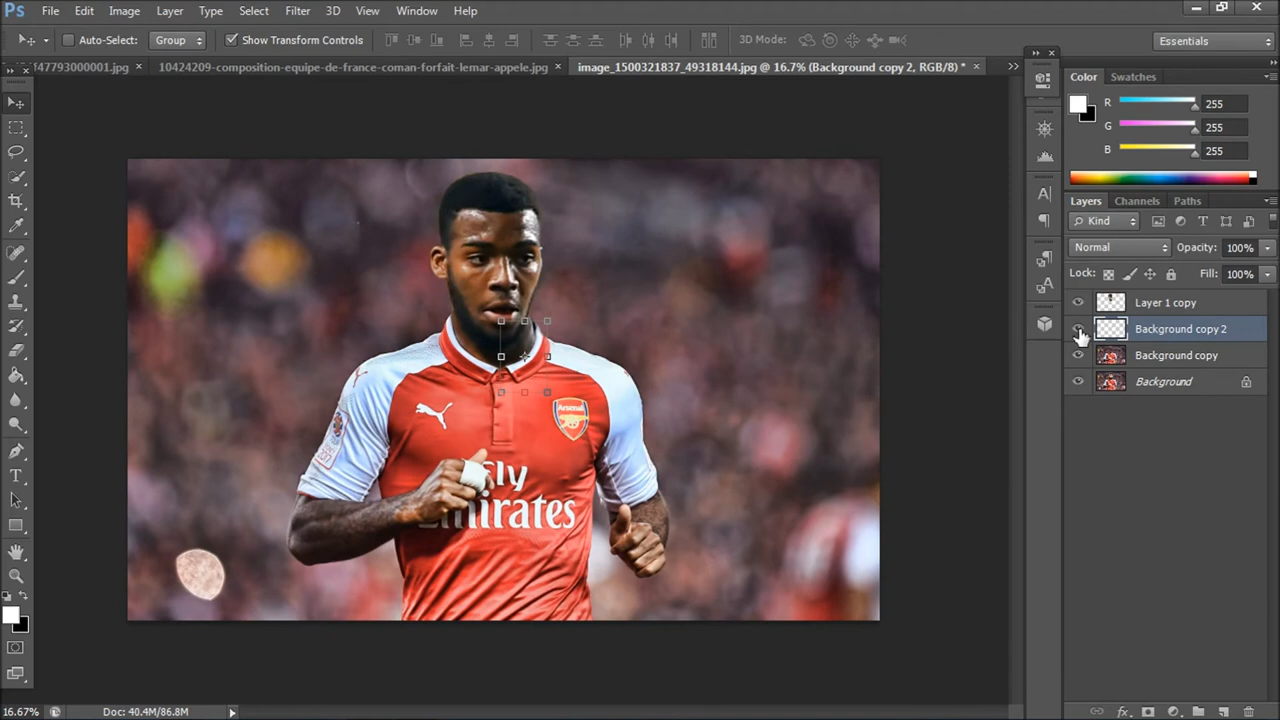 Ps File Edit Image Layer Type Select Filter 3D View Window Help
Auto-Select: Group Show Transform Controls 3D Mode: Essentials
147793000001.jpg × 10424209-composition-equipe-de-france-coman-forfait-lemar-appele.jpg × image_1500321837_49318144.jpg @ 16.7% (Background copy 2, RGB/8) * ×
Color Swatches
R 255
G 255
B 255
Layers Channels Paths
Kind
Normal Opacity: 100%
Lock: Fill: 100%
Layer 1 copy
Background copy 2
Background copy
Background
Arsenal
Fly
Emirates
16.67% Doc: 40.4M/86.8M